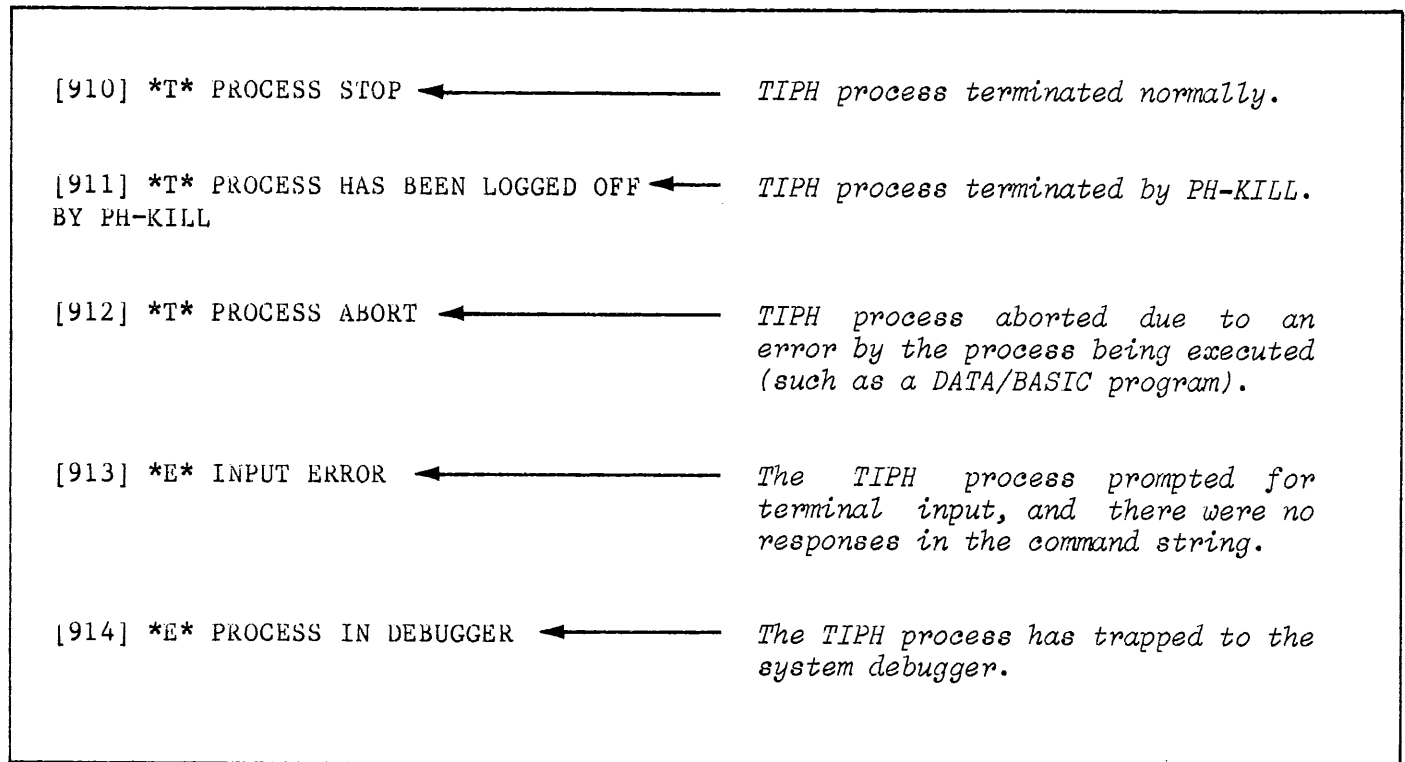 [910] *T* PROCESS STOP
TIPH process terminated normally.
[911] *T* PROCESS HAS BEEN LOGGED OFF
BY PH-KILL
TIPH process terminated by PH-KILL.
[912] *T* PROCESS ABORT
TIPH process aborted due to an
error by the process being executed
(such as a DATA/BASIC program).
[913] *E* INPUT ERROR
The TIPH process prompted for
terminal input, and there were no
responses in the command string.
[914] *E* PROCESS IN DEBUGGER
The TIPH process has trapped to the
system debugger.